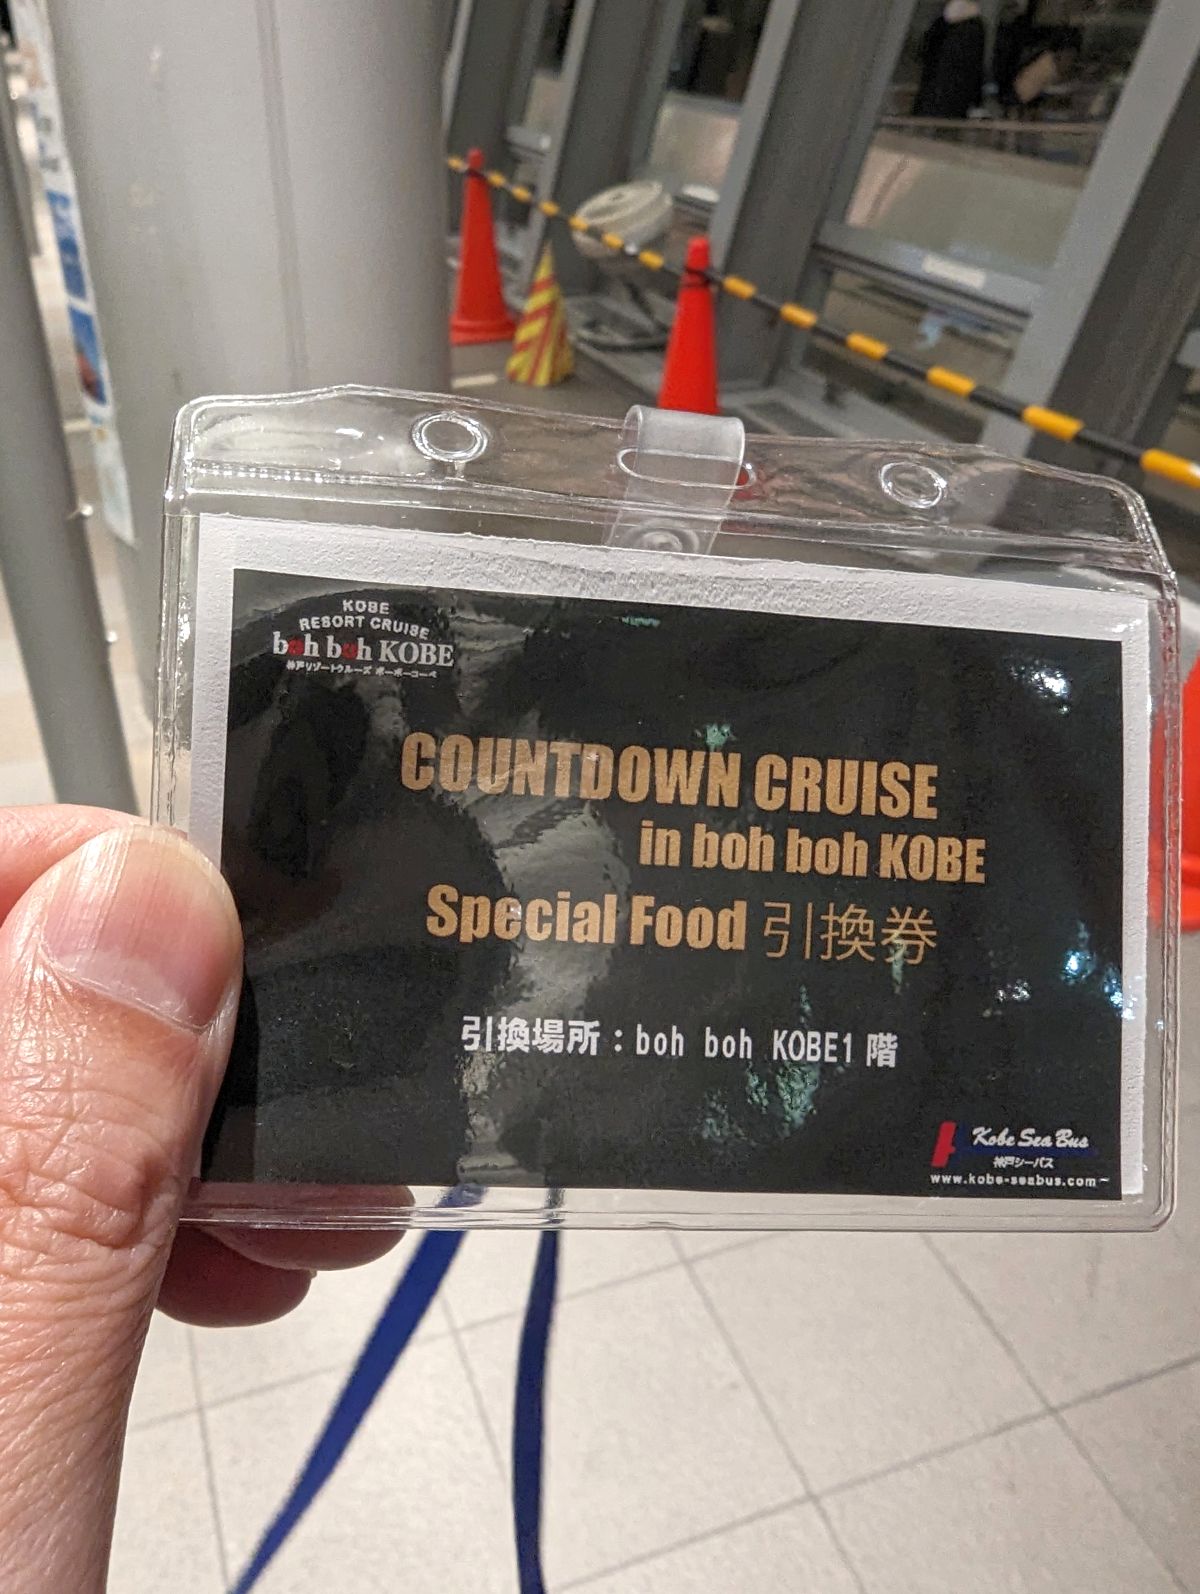 KOBE
RESORT CRUISE
boh boh KOBE
神戸リゾートクルーズ ボーボーコーベ
COUNTDOWN CRUISE
in boh boh KOBE
Special Food 引換券
引換場所：boh boh KOBE1 階
Kobe Sea Bus
神戸シーバス
www.kobe-seabus.com~